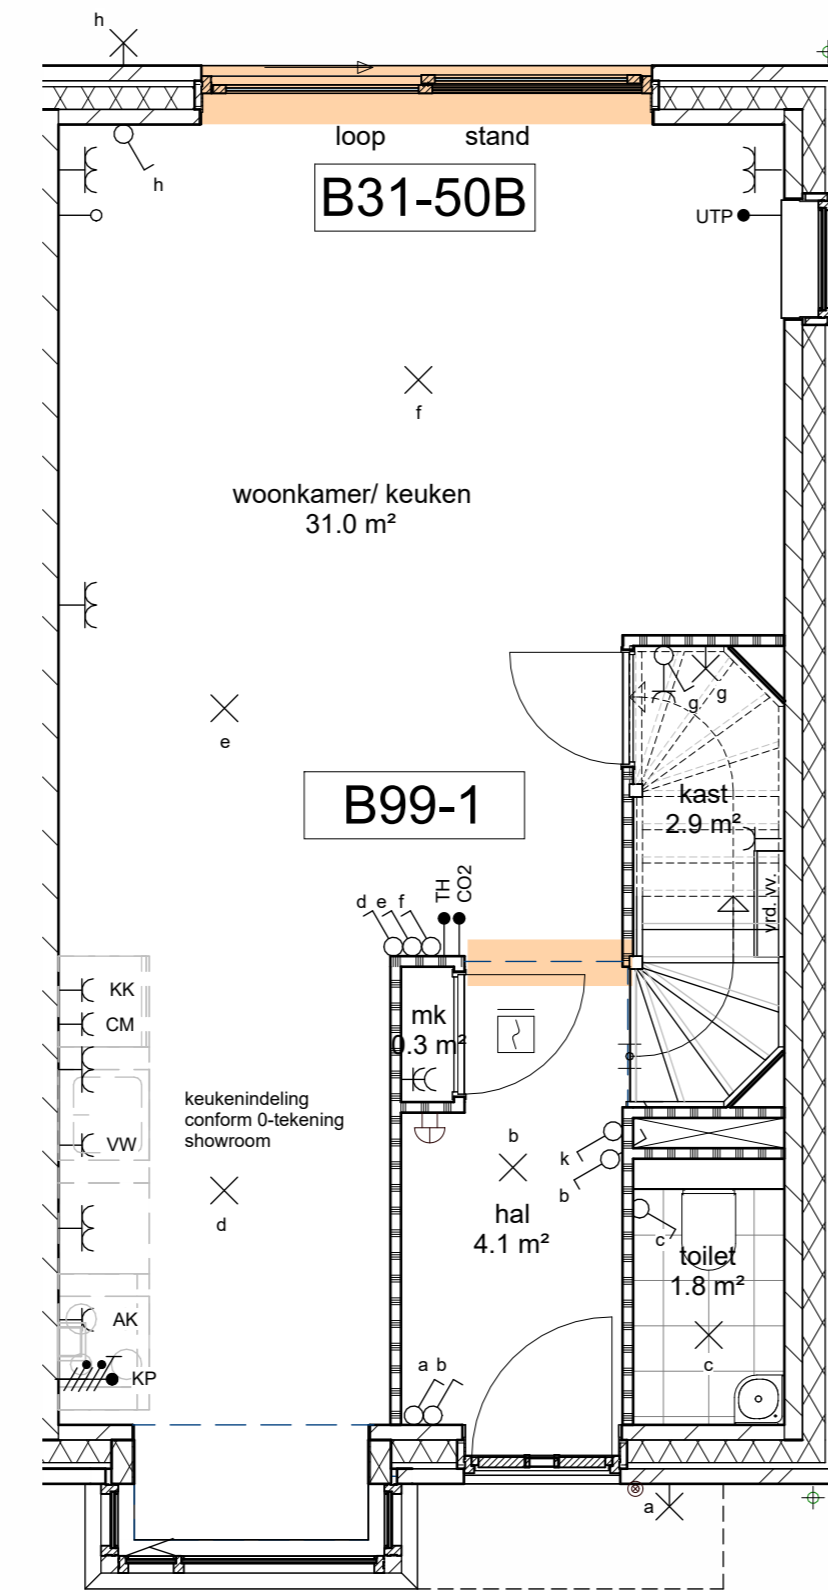 h
loop stand
h
B31-50B
UTP
f
woonkamer/ keuken
31.0 m²
e
g
g
kast
2.9 m²
B99-1
d e f
TH
CO2
vrd. vv.
KK
CM
mk
0.3 m²
keukenindeling
conform 0-tekening
showroom
VW
b
k
b
d
hal
4.1 m²
c
toilet
1.8 m²
AK
c
a b
KP
a